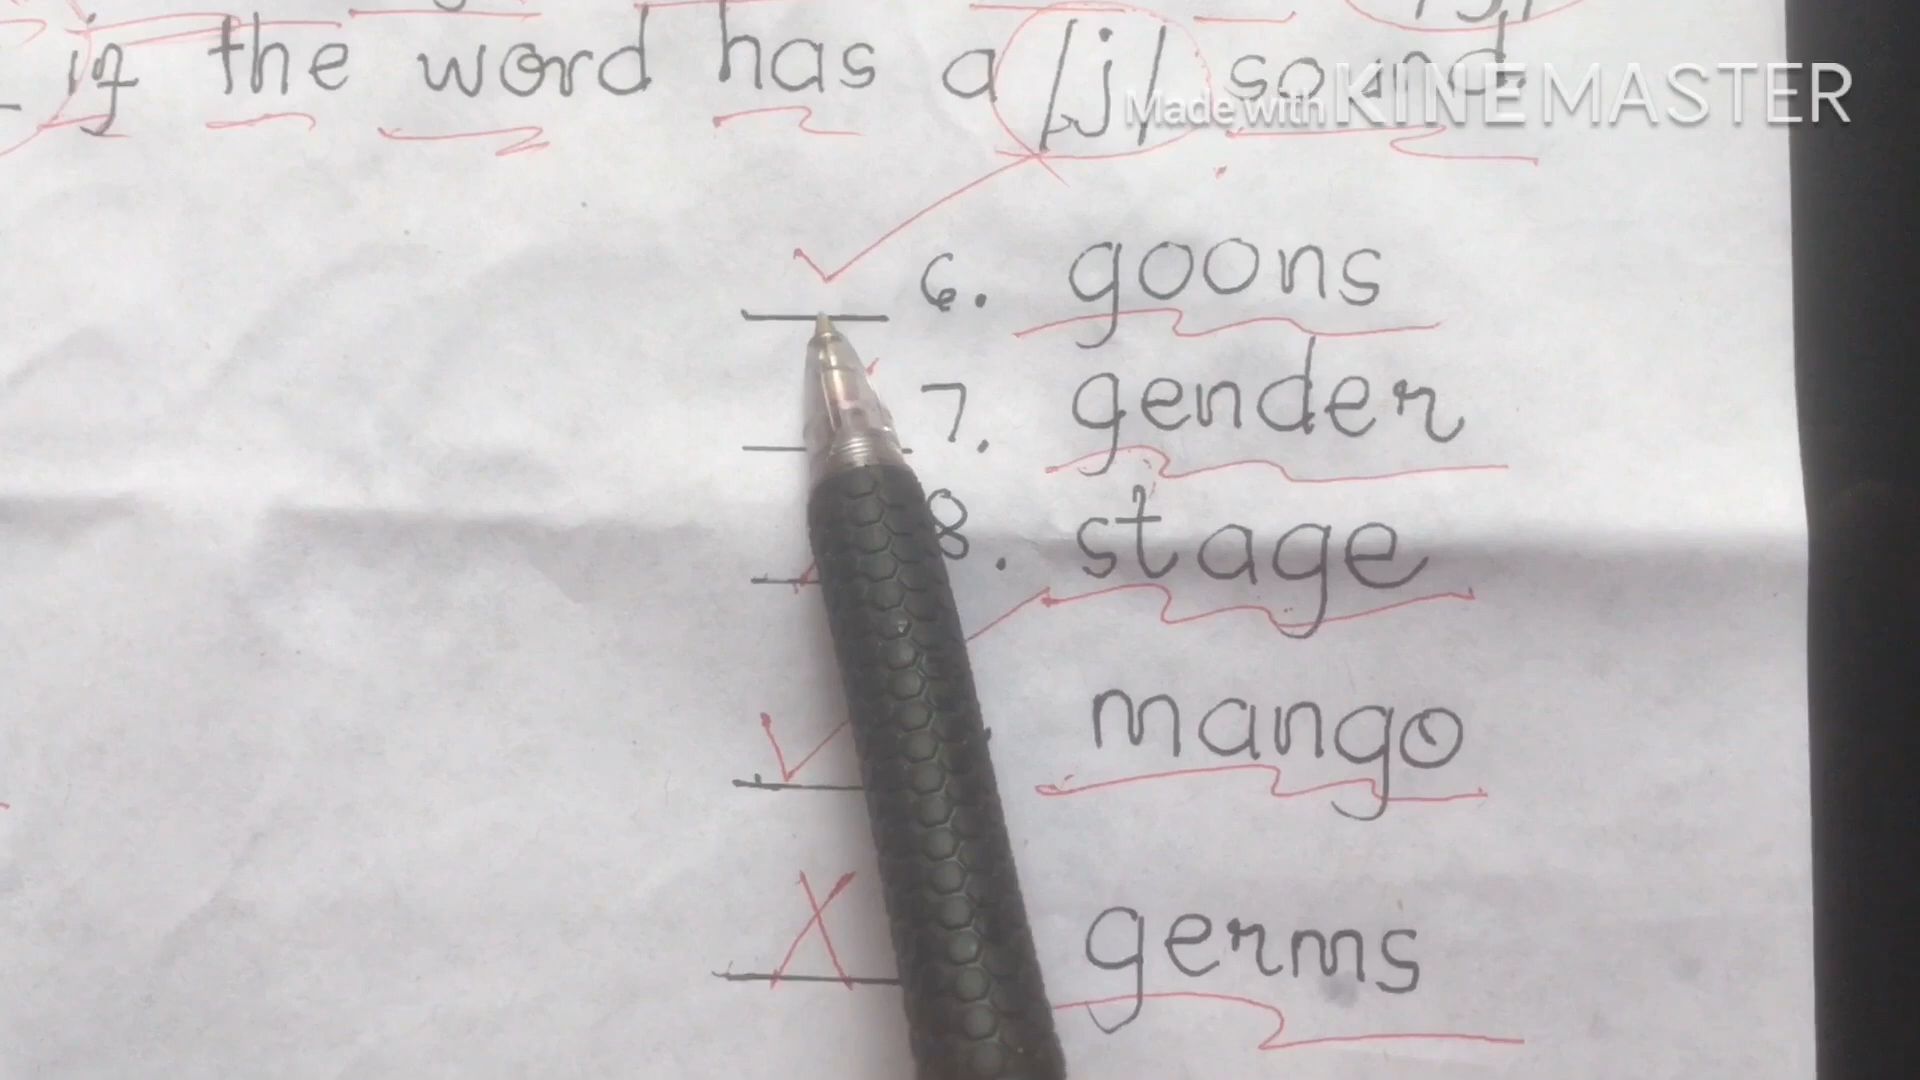 if the word has a /j/ sound.
Made with KINEMASTER
6. goons
7. gender
8. stage
mango
germs